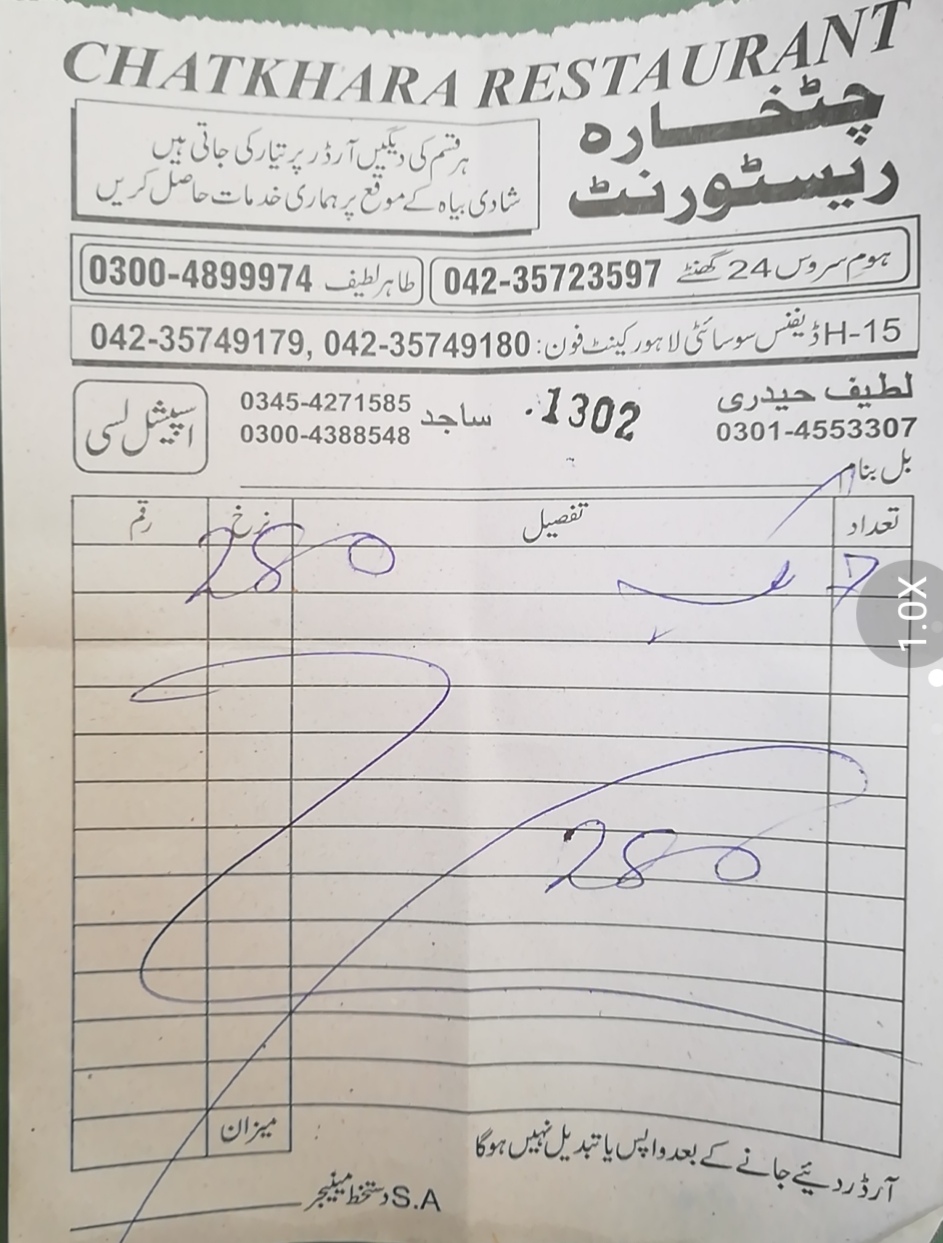 CHATKHARA RESTAURANT
چٹخارہ
ریسٹورنٹ
ہر قسم کی دیگیں آرڈر پر تیار کی جاتی ہیں
شادی بیاہ کے موقع پر ہماری خدمات حاصل کریں
ہوم سروس 24 گھنٹے 042-35723597
طاہر لطیف 0300-4899974
H-15 ڈیفنس سوسائٹی لاہور کینٹ فون: 042-35749179, 042-35749180
لطیف حیدری
0301-4553307
1302
ساجد 0345-4271585
0300-4388548
اسپیشل لسی
بل بنام
تعداد تفصیل نرخ رقم
7 280
280
میزان
آرڈر دیئے جانے کے بعد واپس یا تبدیل نہیں ہوگا
S.A دستخط مینیجر
1.0X